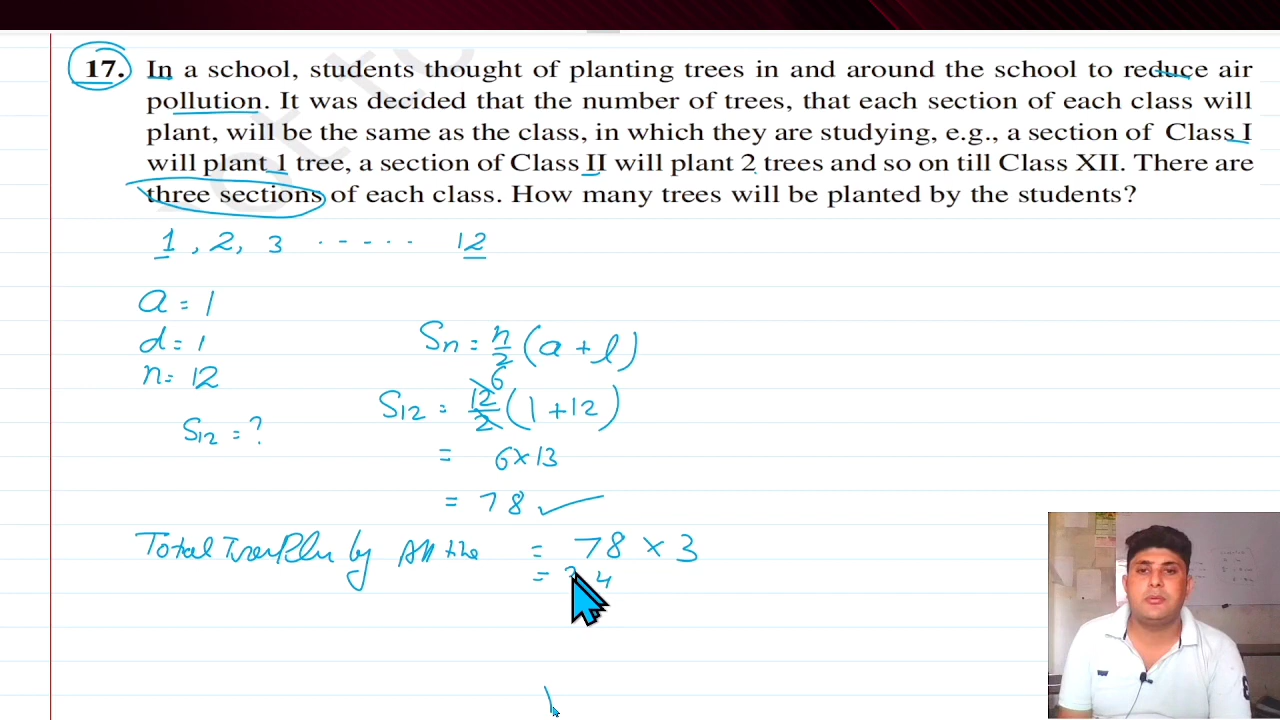 17. In a school, students thought of planting trees in and around the school to reduce air
pollution. It was decided that the number of trees, that each section of each class will
plant, will be the same as the class, in which they are studying, e.g., a section of Class I
will plant 1 tree, a section of Class II will plant 2 trees and so on till Class XII. There are
three sections of each class. How many trees will be planted by the students?
1, 2, 3 ...... 12
a = 1
d = 1
n = 12
S12 = ?
Sn = n/2 (a + l)
6
S12 = 12/2 (1 + 12)
= 6 × 13
= 78 ✓
Total by All the = 78 × 3
= 4